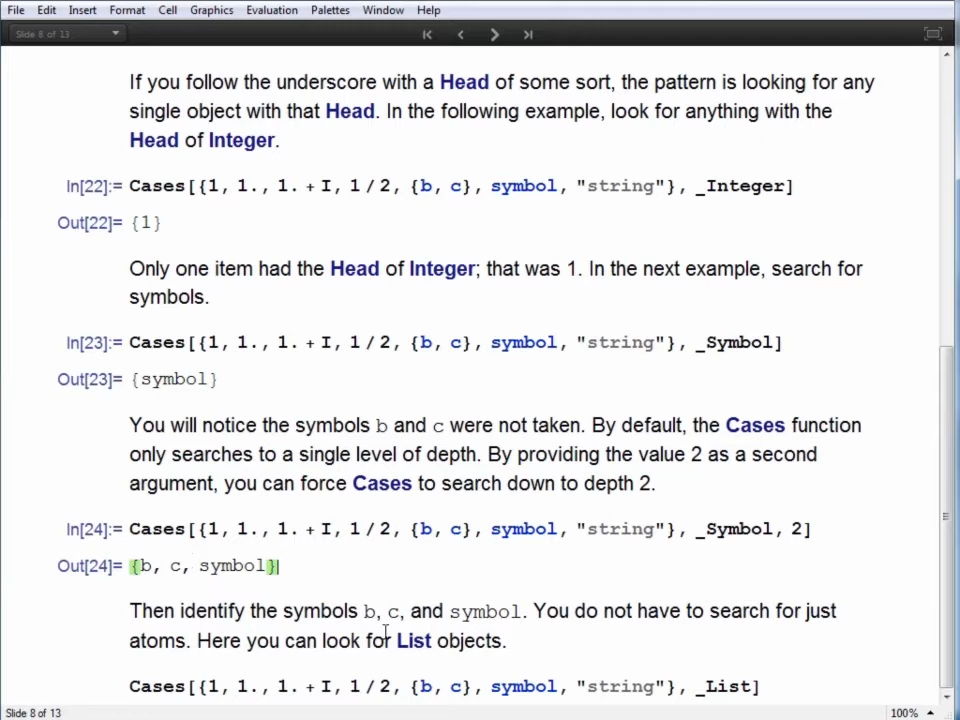 File Edit Insert Format Cell Graphics Evaluation Palettes Window Help
Slide 8 of 13
If you follow the underscore with a Head of some sort, the pattern is looking for any
single object with that Head. In the following example, look for anything with the
Head of Integer.
In[22]:= Cases[{1, 1., 1. + I, 1/2, {b, c}, symbol, "string"}, _Integer]
Out[22]= {1}
Only one item had the Head of Integer; that was 1. In the next example, search for
symbols.
In[23]:= Cases[{1, 1., 1. + I, 1/2, {b, c}, symbol, "string"}, _Symbol]
Out[23]= {symbol}
You will notice the symbols b and c were not taken. By default, the Cases function
only searches to a single level of depth. By providing the value 2 as a second
argument, you can force Cases to search down to depth 2.
In[24]:= Cases[{1, 1., 1. + I, 1/2, {b, c}, symbol, "string"}, _Symbol, 2]
Out[24]= {b, c, symbol}
Then identify the symbols b, c, and symbol. You do not have to search for just
atoms. Here you can look for List objects.
Cases[{1, 1., 1. + I, 1/2, {b, c}, symbol, "string"}, _List]
Slide 8 of 13 100%